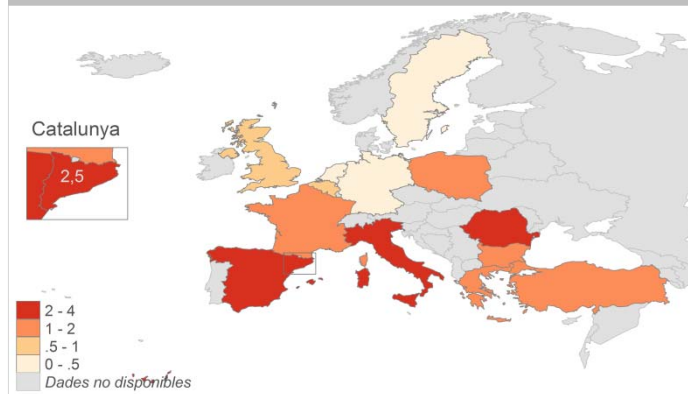 Catalunya
2,5
2 - 4
1 - 2
.5 - 1
0 - .5
Dades no disponibles